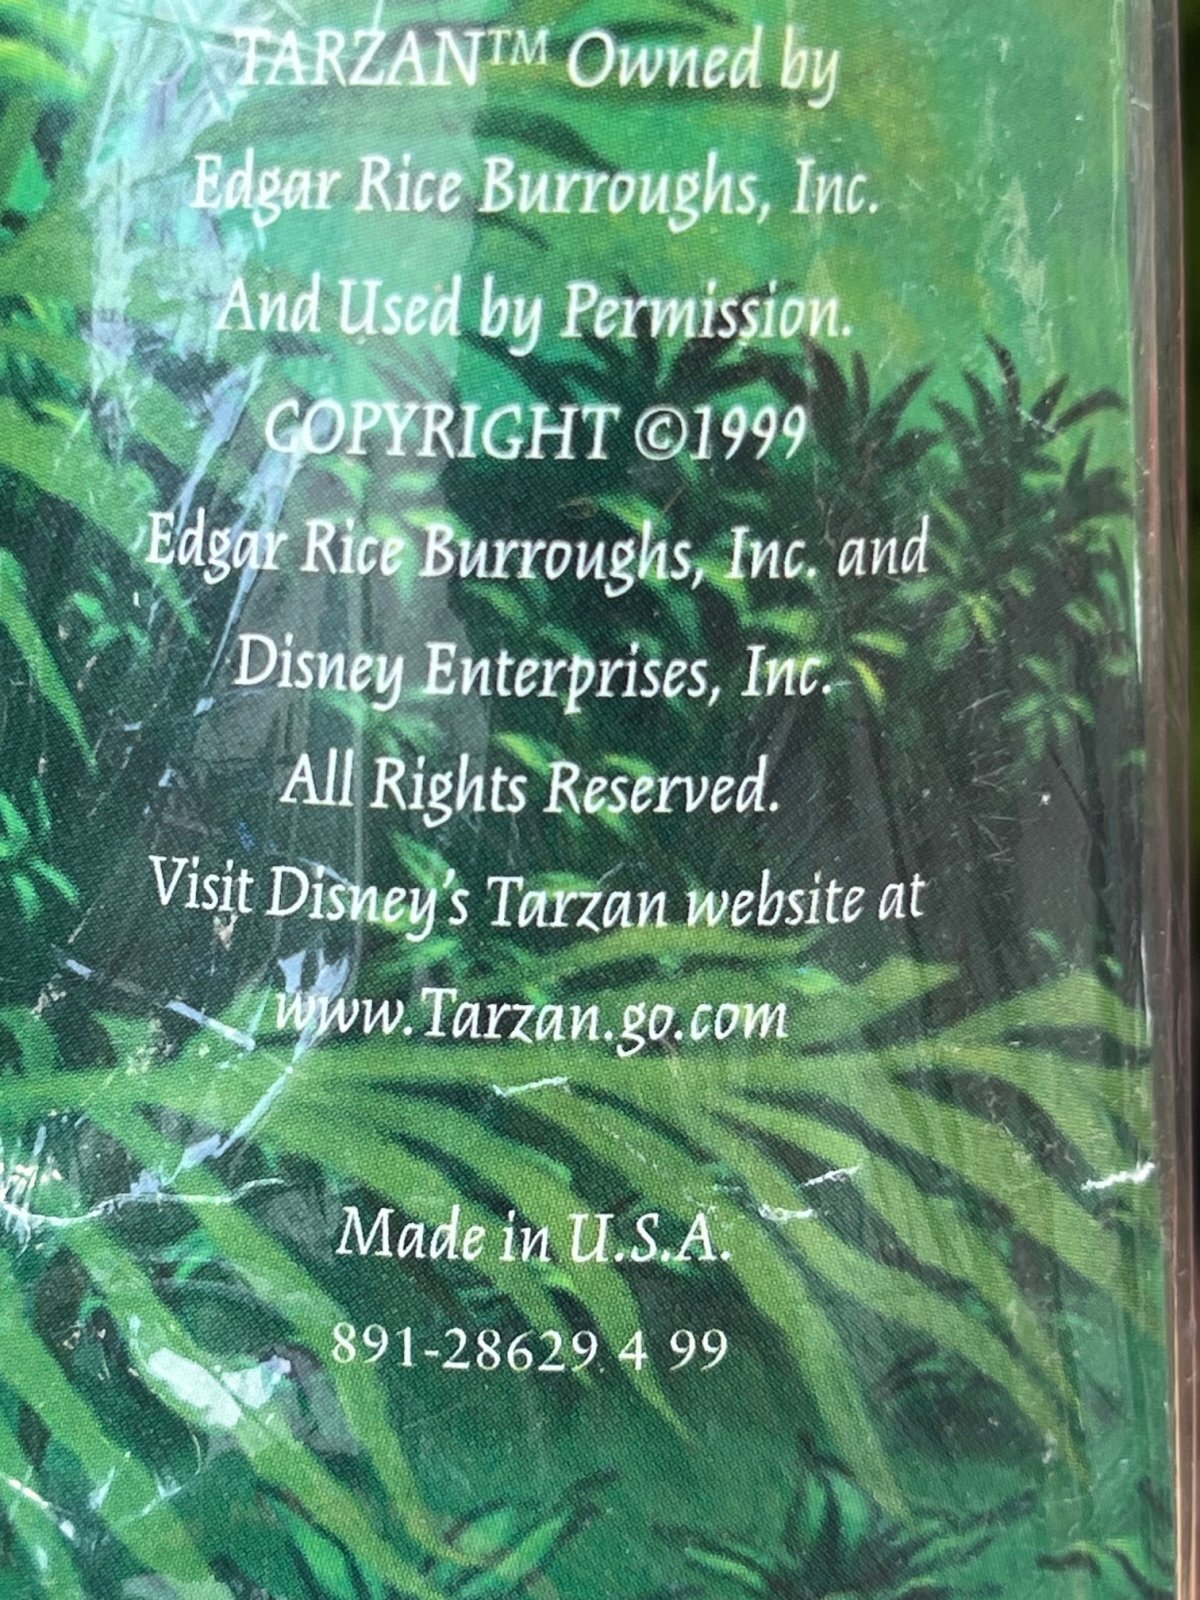 TARZAN™ Owned by
Edgar Rice Burroughs, Inc.
And Used by Permission.
COPYRIGHT ©1999
Edgar Rice Burroughs, Inc. and
Disney Enterprises, Inc.
All Rights Reserved.
Visit Disney's Tarzan website at
www.Tarzan.go.com
Made in U.S.A.
891-28629 4 99